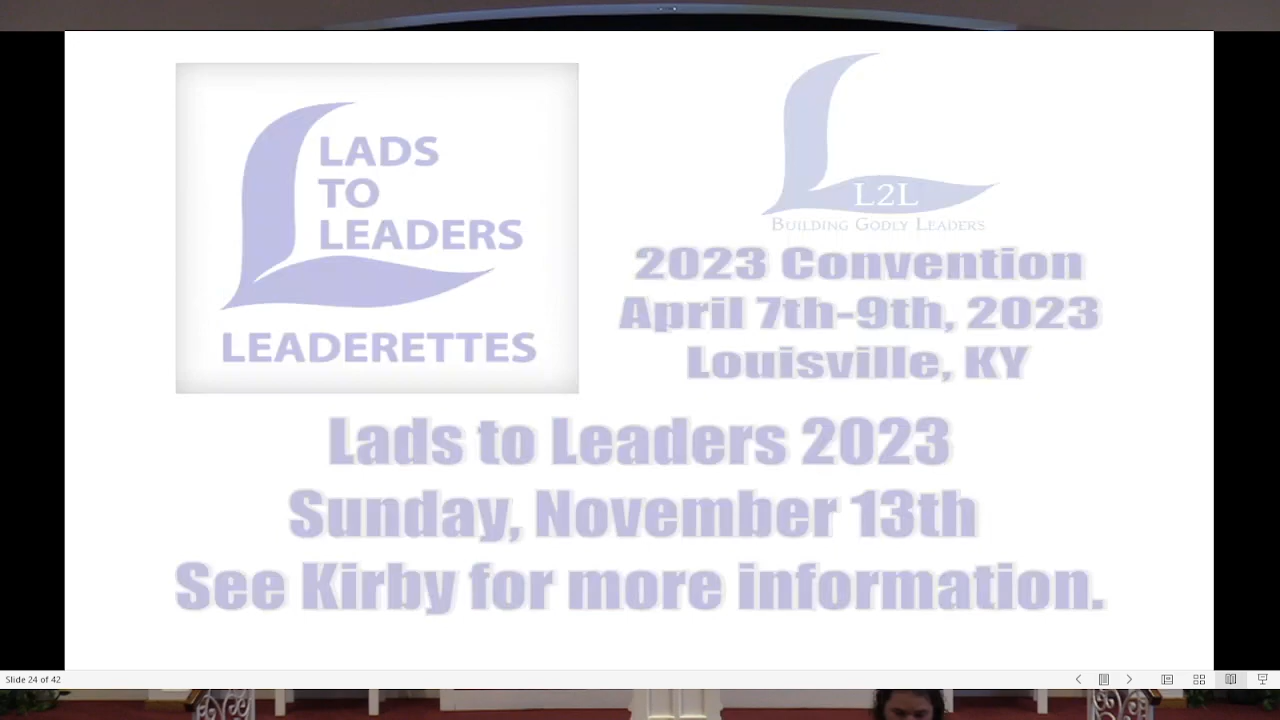 LADS
TO
LEADERS
LEADERETTES
L2L
Building Godly Leaders
2023 Convention
April 7th-9th, 2023
Louisville, KY
Lads to Leaders 2023
Sunday, November 13th
See Kirby for more information.
Slide 24 of 42